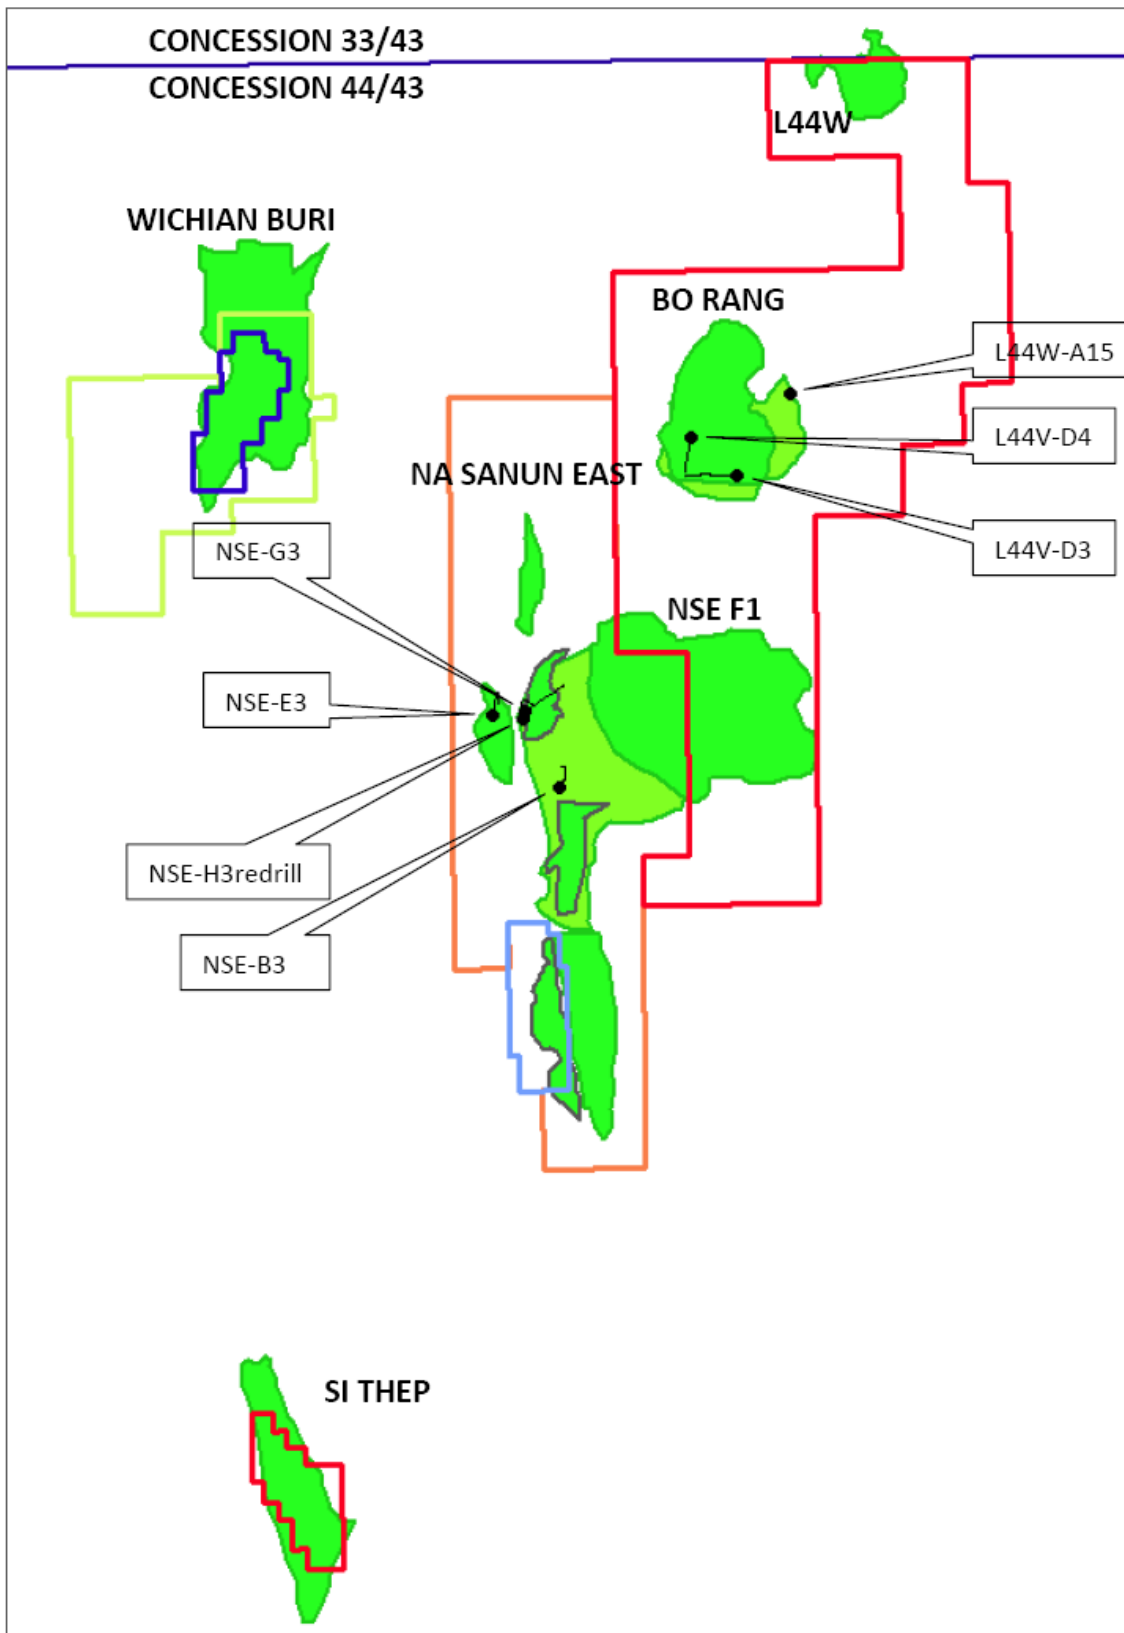 CONCESSION 33/43
CONCESSION 44/43
L44W
WICHIAN BURI
BO RANG
L44W-A15
L44V-D4
NA SANUN EAST
L44V-D3
NSE-G3
NSE F1
NSE-E3
NSE-H3redrill
NSE-B3
SI THEP